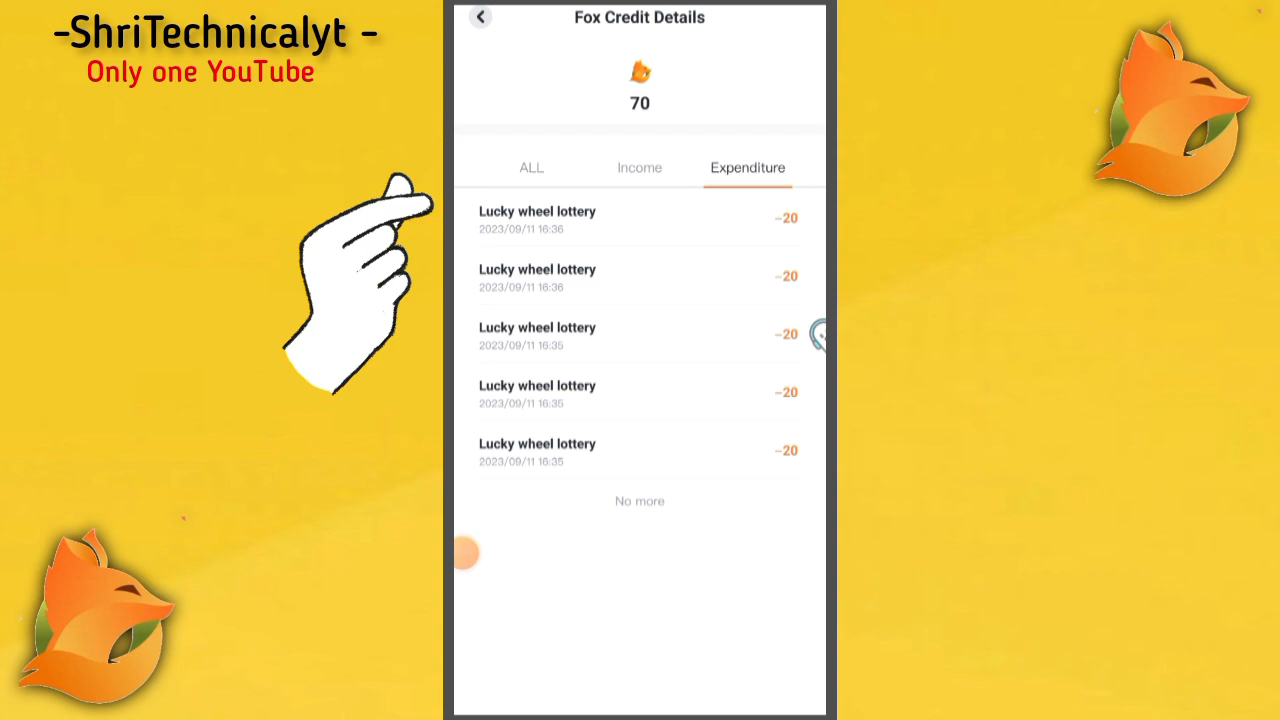 -ShriTechnicalyt -
Only one YouTube
Fox Credit Details
70
ALL Income Expenditure
Lucky wheel lottery -20
2023/09/11 16:36
Lucky wheel lottery -20
2023/09/11 16:36
Lucky wheel lottery -20
2023/09/11 16:35
Lucky wheel lottery -20
2023/09/11 16:35
Lucky wheel lottery -20
2023/09/11 16:35
No more